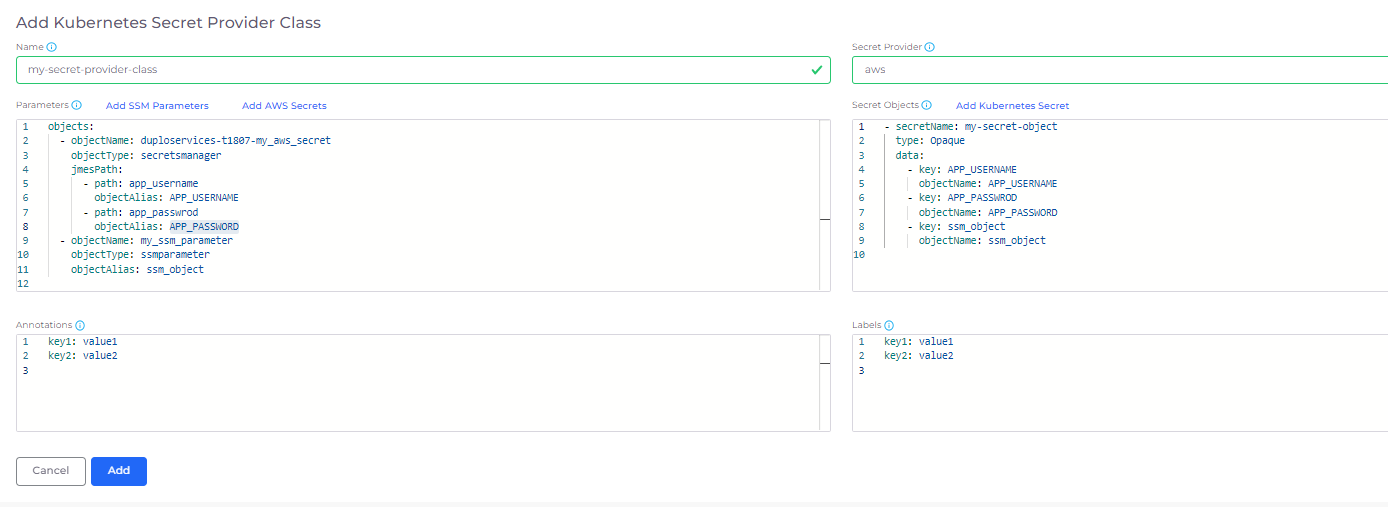 Add Kubernetes Secret Provider Class
Name
my-secret-provider-class
Secret Provider
aws
Parameters Add SSM Parameters Add AWS Secrets
1 objects:
2 - objectName: duploservices-t1807-my_aws_secret
3 objectType: secretsmanager
4 jmesPath:
5 - path: app_username
6 objectAlias: APP_USERNAME
7 - path: app_passwrod
8 objectAlias: APP_PASSWORD
9 - objectName: my_ssm_parameter
10 objectType: ssmparameter
11 objectAlias: ssm_object
12
Secret Objects Add Kubernetes Secret
1 - secretName: my-secret-object
2 type: Opaque
3 data:
4 - key: APP_USERNAME
5 objectName: APP_USERNAME
6 - key: APP_PASSWROD
7 objectName: APP_PASSWORD
8 - key: ssm_object
9 objectName: ssm_object
10
Annotations
1 key1: value1
2 key2: value2
3
Labels
1 key1: value1
2 key2: value2
3
Cancel
Add